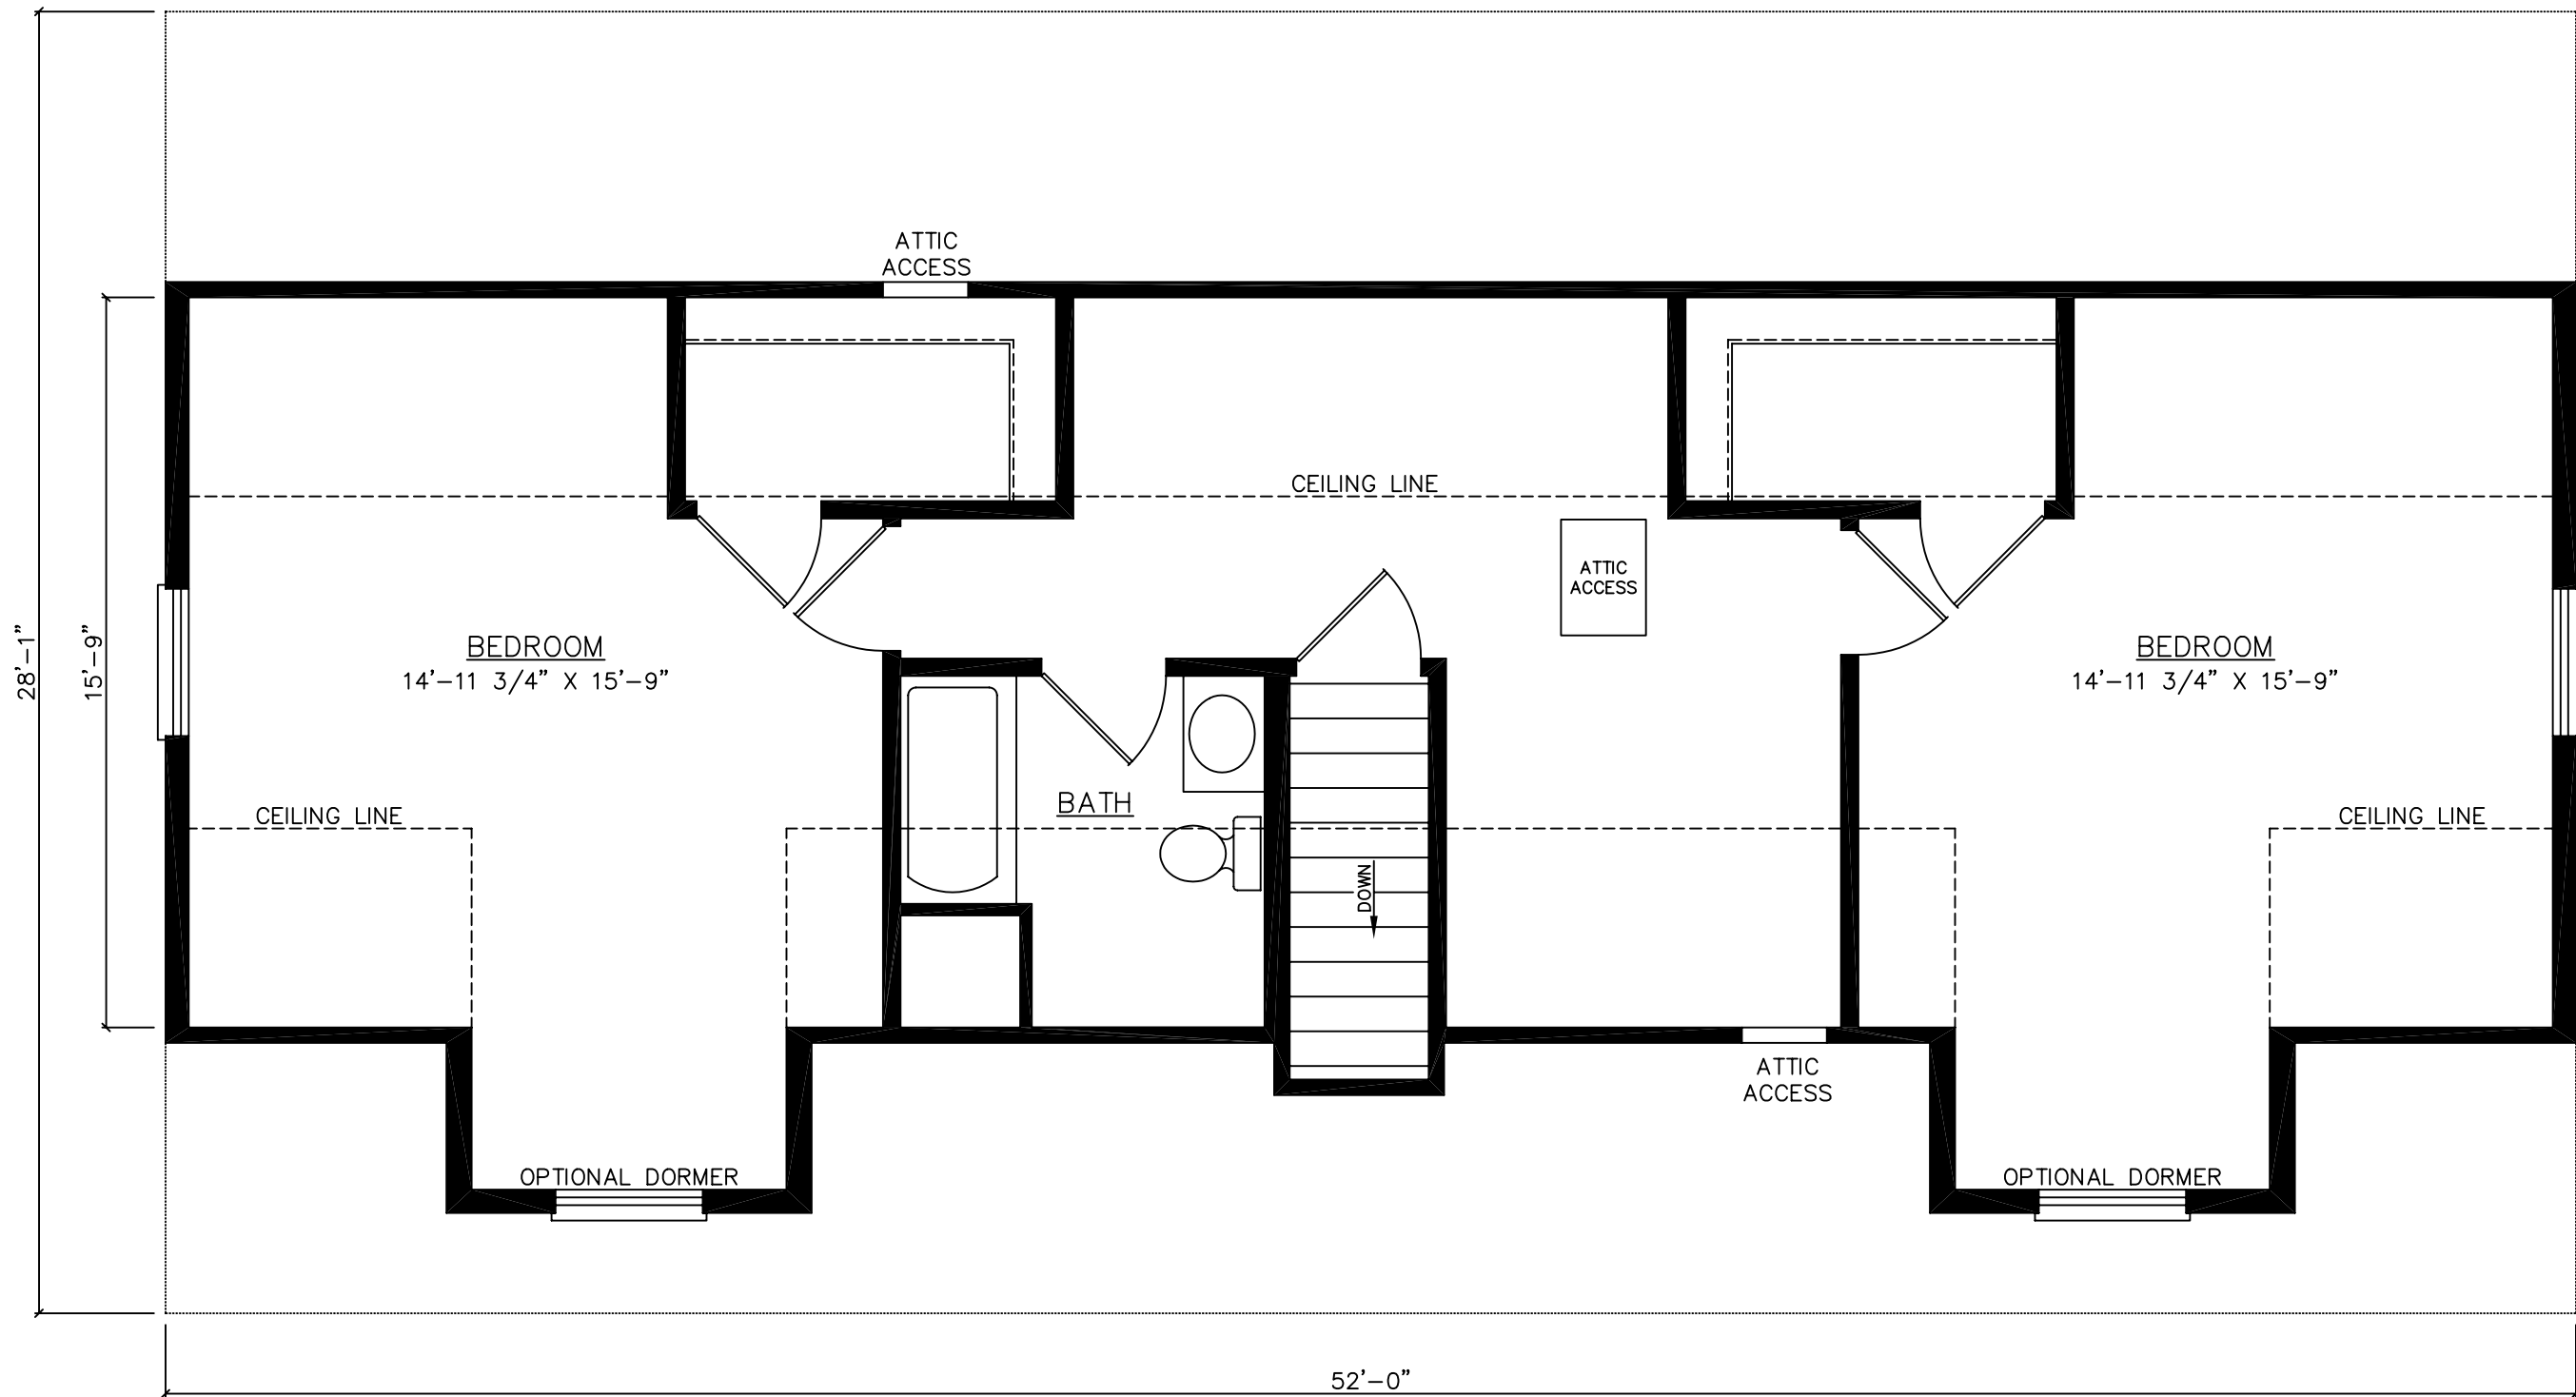 ATTIC
ACCESS
CEILING LINE
ATTIC
ACCESS
28'-1"
15'-9"
BEDROOM
14'-11 3/4" X 15'-9"
BEDROOM
14'-11 3/4" X 15'-9"
BATH
CEILING LINE
CEILING LINE
DOWN
ATTIC
ACCESS
OPTIONAL DORMER
OPTIONAL DORMER
52'-0"